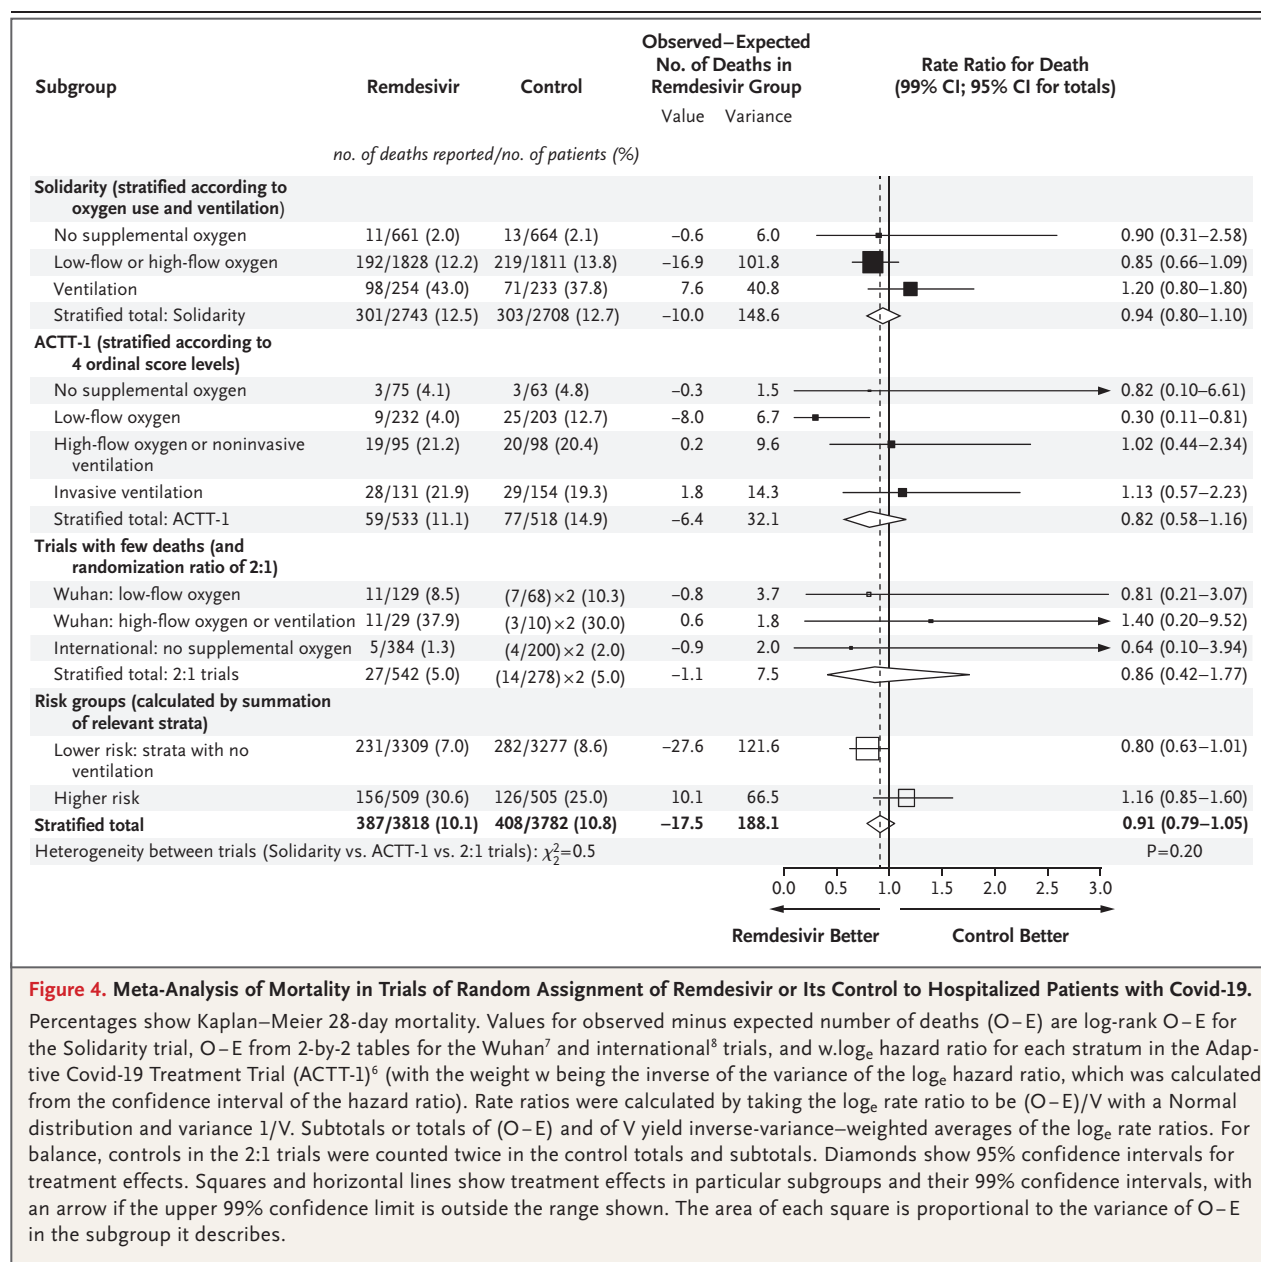 Observed–Expected
No. of Deaths in
Subgroup Remdesivir Control Remdesivir Group Rate Ratio for Death
(99% CI; 95% CI for totals)
Value Variance
no. of deaths reported/no. of patients (%)
Solidarity (stratified according to
oxygen use and ventilation)
No supplemental oxygen 11/661 (2.0) 13/664 (2.1) –0.6 6.0 0.90 (0.31–2.58)
Low-flow or high-flow oxygen 192/1828 (12.2) 219/1811 (13.8) –16.9 101.8 0.85 (0.66–1.09)
Ventilation 98/254 (43.0) 71/233 (37.8) 7.6 40.8 1.20 (0.80–1.80)
Stratified total: Solidarity 301/2743 (12.5) 303/2708 (12.7) –10.0 148.6 0.94 (0.80–1.10)
ACTT-1 (stratified according to
4 ordinal score levels)
No supplemental oxygen 3/75 (4.1) 3/63 (4.8) –0.3 1.5 0.82 (0.10–6.61)
Low-flow oxygen 9/232 (4.0) 25/203 (12.7) –8.0 6.7 0.30 (0.11–0.81)
High-flow oxygen or noninvasive 19/95 (21.2) 20/98 (20.4) 0.2 9.6 1.02 (0.44–2.34)
ventilation
Invasive ventilation 28/131 (21.9) 29/154 (19.3) 1.8 14.3 1.13 (0.57–2.23)
Stratified total: ACTT-1 59/533 (11.1) 77/518 (14.9) –6.4 32.1 0.82 (0.58–1.16)
Trials with few deaths (and
randomization ratio of 2:1)
Wuhan: low-flow oxygen 11/129 (8.5) (7/68)×2 (10.3) –0.8 3.7 0.81 (0.21–3.07)
Wuhan: high-flow oxygen or ventilation 11/29 (37.9) (3/10)×2 (30.0) 0.6 1.8 1.40 (0.20–9.52)
International: no supplemental oxygen 5/384 (1.3) (4/200)×2 (2.0) –0.9 2.0 0.64 (0.10–3.94)
Stratified total: 2:1 trials 27/542 (5.0) (14/278)×2 (5.0) –1.1 7.5 0.86 (0.42–1.77)
Risk groups (calculated by summation
of relevant strata)
Lower risk: strata with no 231/3309 (7.0) 282/3277 (8.6) –27.6 121.6 0.80 (0.63–1.01)
ventilation
Higher risk 156/509 (30.6) 126/505 (25.0) 10.1 66.5 1.16 (0.85–1.60)
Stratified total 387/3818 (10.1) 408/3782 (10.8) –17.5 188.1 0.91 (0.79–1.05)
Heterogeneity between trials (Solidarity vs. ACTT-1 vs. 2:1 trials): χ²₂=0.5 P=0.20
0.0 0.5 1.0 1.5 2.0 2.5 3.0
Remdesivir Better Control Better
Figure 4. Meta-Analysis of Mortality in Trials of Random Assignment of Remdesivir or Its Control to Hospitalized Patients with Covid-19.
Percentages show Kaplan–Meier 28-day mortality. Values for observed minus expected number of deaths (O–E) are log-rank O–E for
the Solidarity trial, O–E from 2-by-2 tables for the Wuhan⁷ and international⁸ trials, and w.logₑ hazard ratio for each stratum in the Adap-
tive Covid-19 Treatment Trial (ACTT-1)⁶ (with the weight w being the inverse of the variance of the logₑ hazard ratio, which was calculated
from the confidence interval of the hazard ratio). Rate ratios were calculated by taking the logₑ rate ratio to be (O–E)/V with a Normal
distribution and variance 1/V. Subtotals or totals of (O–E) and of V yield inverse-variance–weighted averages of the logₑ rate ratios. For
balance, controls in the 2:1 trials were counted twice in the control totals and subtotals. Diamonds show 95% confidence intervals for
treatment effects. Squares and horizontal lines show treatment effects in particular subgroups and their 99% confidence intervals, with
an arrow if the upper 99% confidence limit is outside the range shown. The area of each square is proportional to the variance of O–E
in the subgroup it describes.